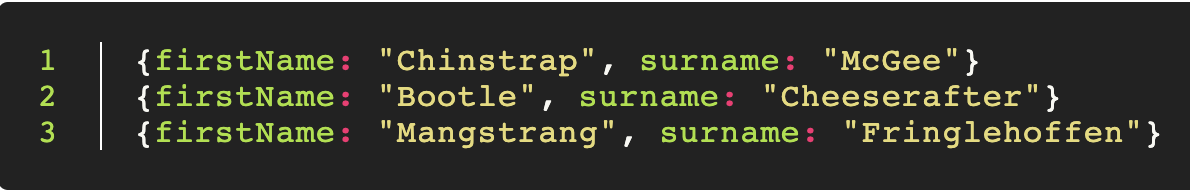 1 {firstName: "Chinstrap", surname: "McGee"}
2 {firstName: "Bootle", surname: "Cheeserafter"}
3 {firstName: "Mangstrang", surname: "Fringlehoffen"}